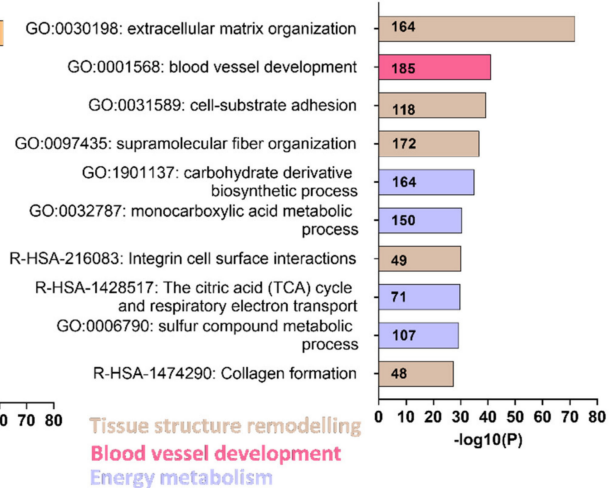 GO:0030198: extracellular matrix organization
164
GO:0001568: blood vessel development
185
GO:0031589: cell-substrate adhesion
118
GO:0097435: supramolecular fiber organization
172
GO:1901137: carbohydrate derivative
biosynthetic process
164
GO:0032787: monocarboxylic acid metabolic
process
150
R-HSA-216083: Integrin cell surface interactions
49
R-HSA-1428517: The citric acid (TCA) cycle
and respiratory electron transport
71
GO:0006790: sulfur compound metabolic
process
107
R-HSA-1474290: Collagen formation
48
0 10 20 30 40 50 60 70 80
-log10(P)
0 70 80
Tissue structure remodelling
Blood vessel development
Energy metabolism